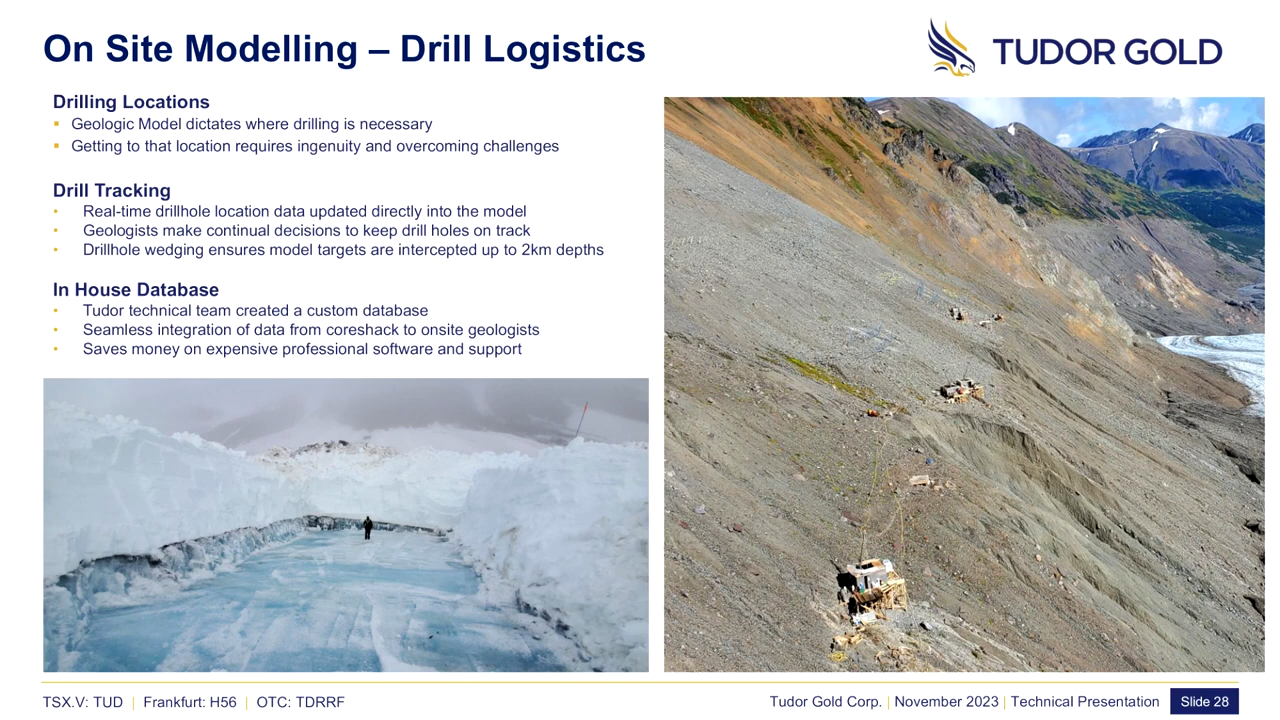 On Site Modelling – Drill Logistics
TUDOR GOLD
Drilling Locations
▪ Geologic Model dictates where drilling is necessary
▪ Getting to that location requires ingenuity and overcoming challenges
Drill Tracking
• Real-time drillhole location data updated directly into the model
• Geologists make continual decisions to keep drill holes on track
• Drillhole wedging ensures model targets are intercepted up to 2km depths
In House Database
• Tudor technical team created a custom database
• Seamless integration of data from coreshack to onsite geologists
• Saves money on expensive professional software and support
TSX.V: TUD | Frankfurt: H56 | OTC: TDRRF
Tudor Gold Corp. | November 2023 | Technical Presentation
Slide 28